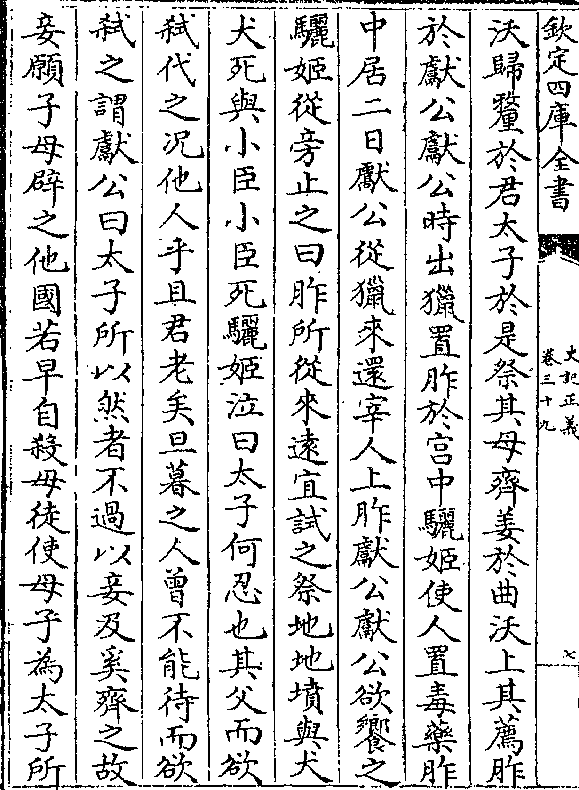 欽定四庫全書
史記正義
卷三十九
七
沃歸釐於君太子於是祭其母齊姜於曲沃上其薦胙
於獻公獻公時出獵置胙於宫中驪姬使人置毒藥胙
中居二日獻公從獵來還宰人上胙獻公獻公欲饗之
驪姬從旁止之曰胙所從來遠宜試之祭地地墳與犬
犬死與小臣小臣死驪姬泣曰太子何忍也其父而欲
弑代之況他人乎且君老矣旦暮之人曾不能待而欲
弑之謂獻公曰太子所以然者不過以妾及奚齊之故
妾願子母辟之他國若早自殺毋徒使母子為太子所